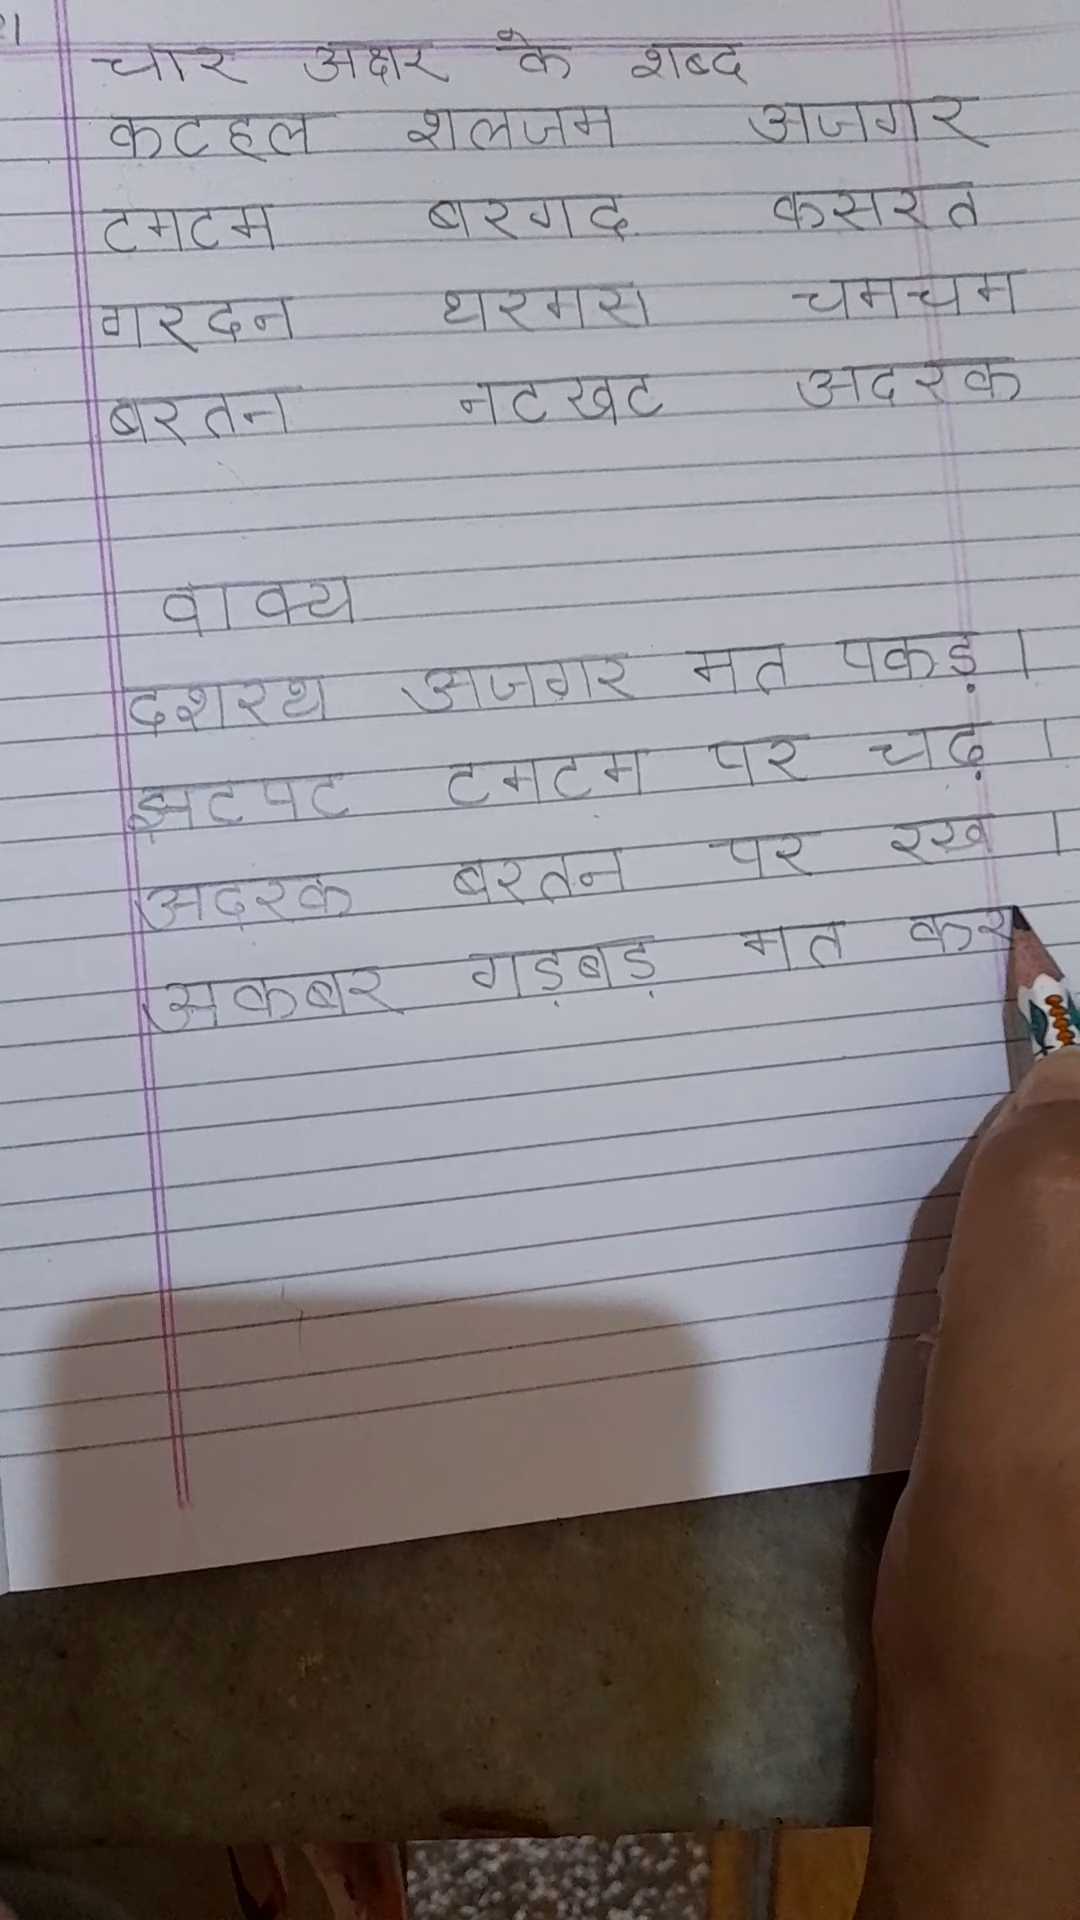 चार अक्षर के शब्द
कटहल शलजम अजगर
टमटम बरगद कसरत
गरदन थरमस चमचम
बरतन नटखट अदरक
वाक्य
दशरथ अजगर मत पकड़ ।
झटपट टमटम पर चढ़ ।
अदरक बरतन पर रख ।
अकबर गड़बड़ मत कर